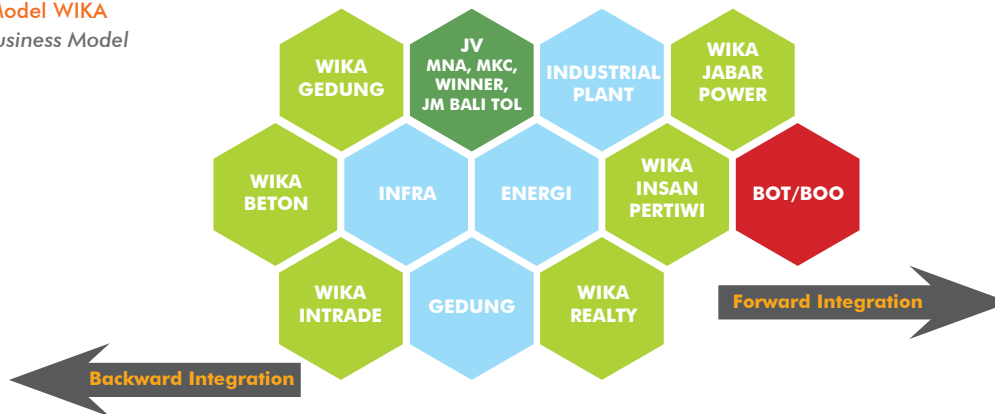 Model WIKA
usiness Model
WIKA
GEDUNG
JV
MNA, MKC,
WINNER,
JM BALI TOL
INDUSTRIAL
PLANT
WIKA
JABAR
POWER
WIKA
BETON
INFRA
ENERGI
WIKA
INSAN
PERTIWI
BOT/BOO
WIKA
INTRADE
GEDUNG
WIKA
REALTY
Forward Integration
Backward Integration